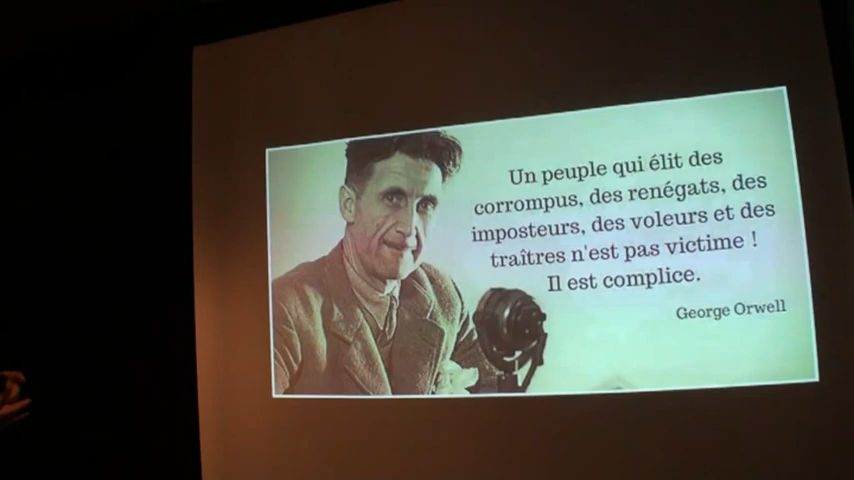 Un peuple qui élit des
corrompus, des renégats, des
imposteurs, des voleurs et des
traîtres n'est pas victime !
Il est complice.
George Orwell